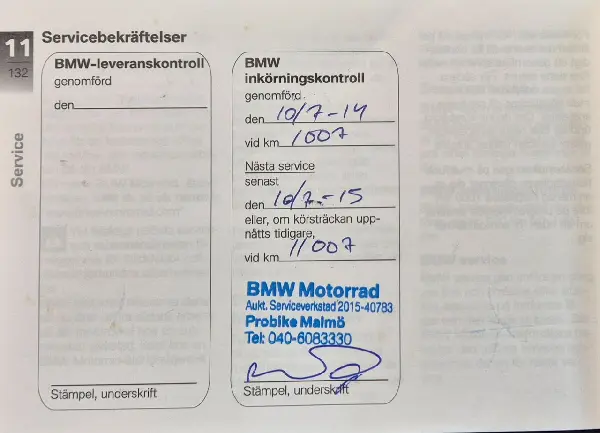 11
132
Service
Servicebekräftelser
BMW-leveranskontroll
genomförd
den
Stämpel, underskrift
BMW
inkörningskontroll
genomförd
den 10/7-14
vid km 1007
Nästa service
senast
den 10/7-15
eller, om körsträckan upp-
nåtts tidigare,
vid km 11007
BMW Motorrad
Aukt. Serviceverkstad 2015-40783
Probike Malmö
Tel: 040-6083330
Stämpel, underskrift